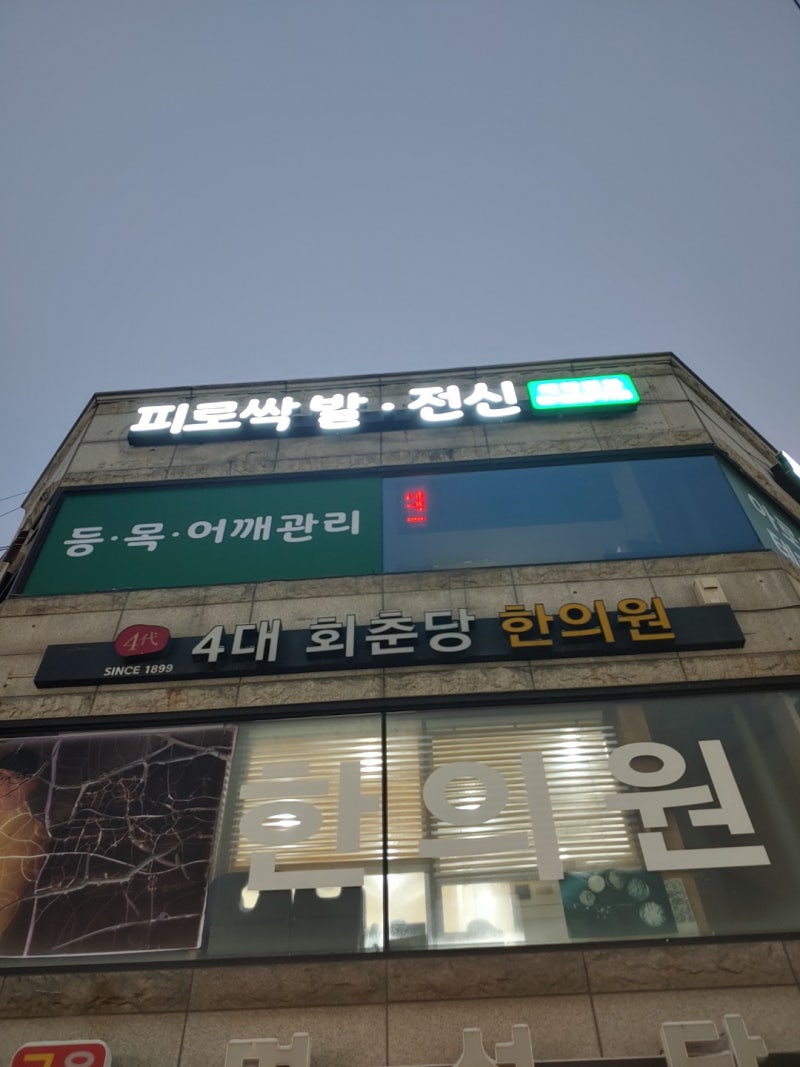 피로싹 발·전신
등·목·어깨관리
4代
SINCE 1899
4대 회춘당 한의원
한의원